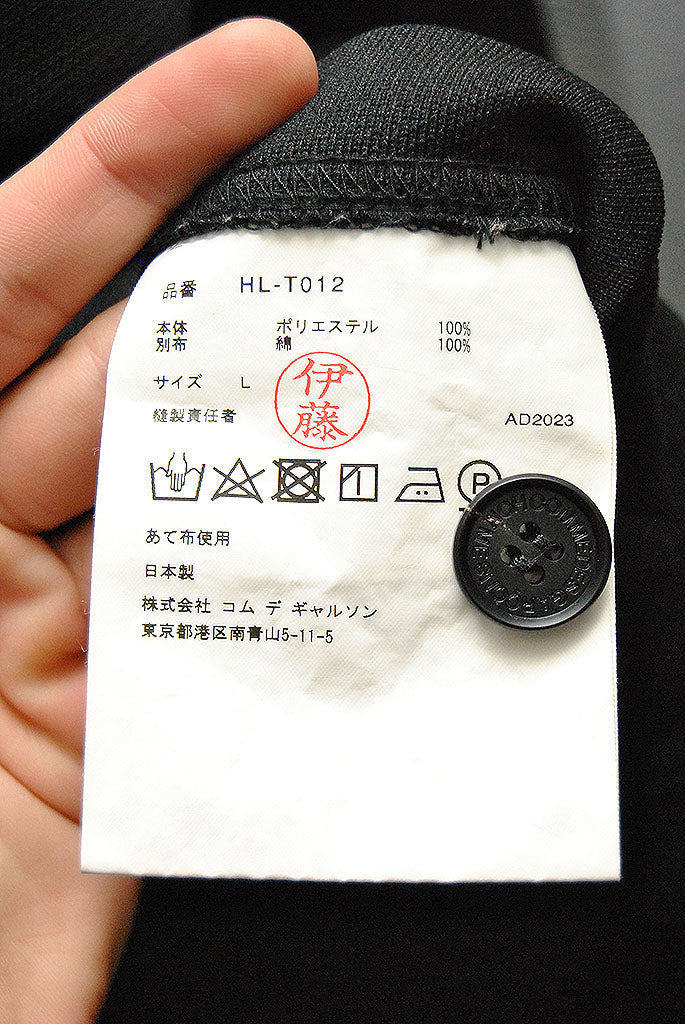 品番 HL-T012
本体 ポリエステル 100%
別布 綿 100%
サイズ L
伊
藤
縫製責任者
AD2023
P
あて布使用
日本製
株式会社 コム デ ギャルソン
東京都港区南青山5-11-5